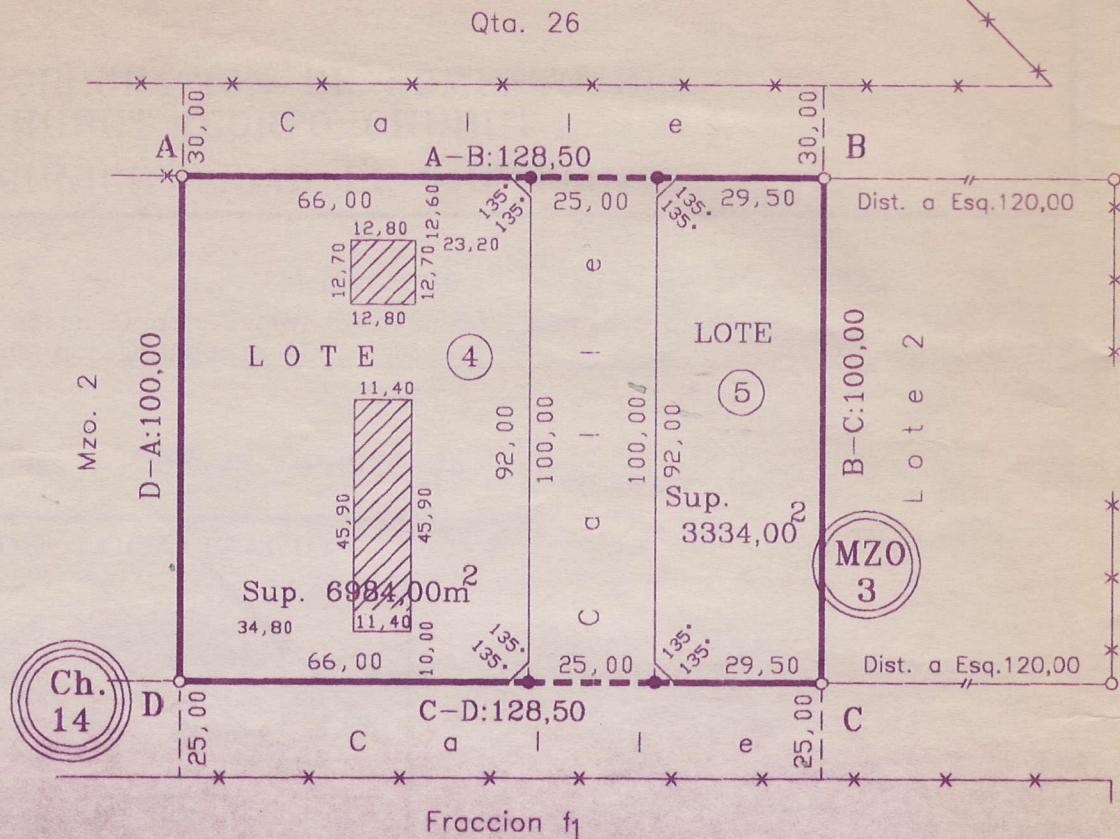 Qta. 26
30,00
C a l l e
30,00
A
A-B:128,50
B
66,00
135°
135°
25,00
135°
135°
29,50
Dist. a Esq.120,00
12,60
12,80
23,20
12,70
12,70
12,80
e
LOTE
L O T E
4
5
Mzo. 2
D-A:100,00
B-C:100,00
Lote 2
11,40
92,00
100,00
l
l
a
C
100,00
92,00
45,90
45,90
Sup.
3334,00²
MZO
3
Sup. 6984,00m²
34,80
11,40
10,00
135°
135°
135°
135°
66,00
25,00
29,50
Dist. a Esq.120,00
Ch.
14
D
C-D:128,50
C
25,00
C a l l e
25,00
Fraccion f1